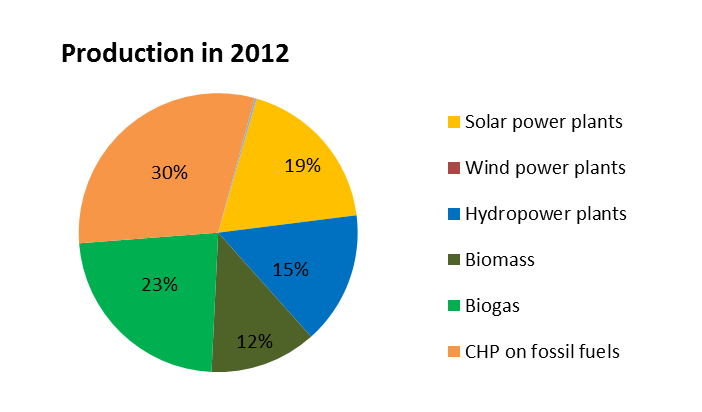 Production in 2012
Solar power plants
19%
30%
Wind power plants
Hydropower plants
15%
Biomass
23%
Biogas
12%
CHP on fossil fuels